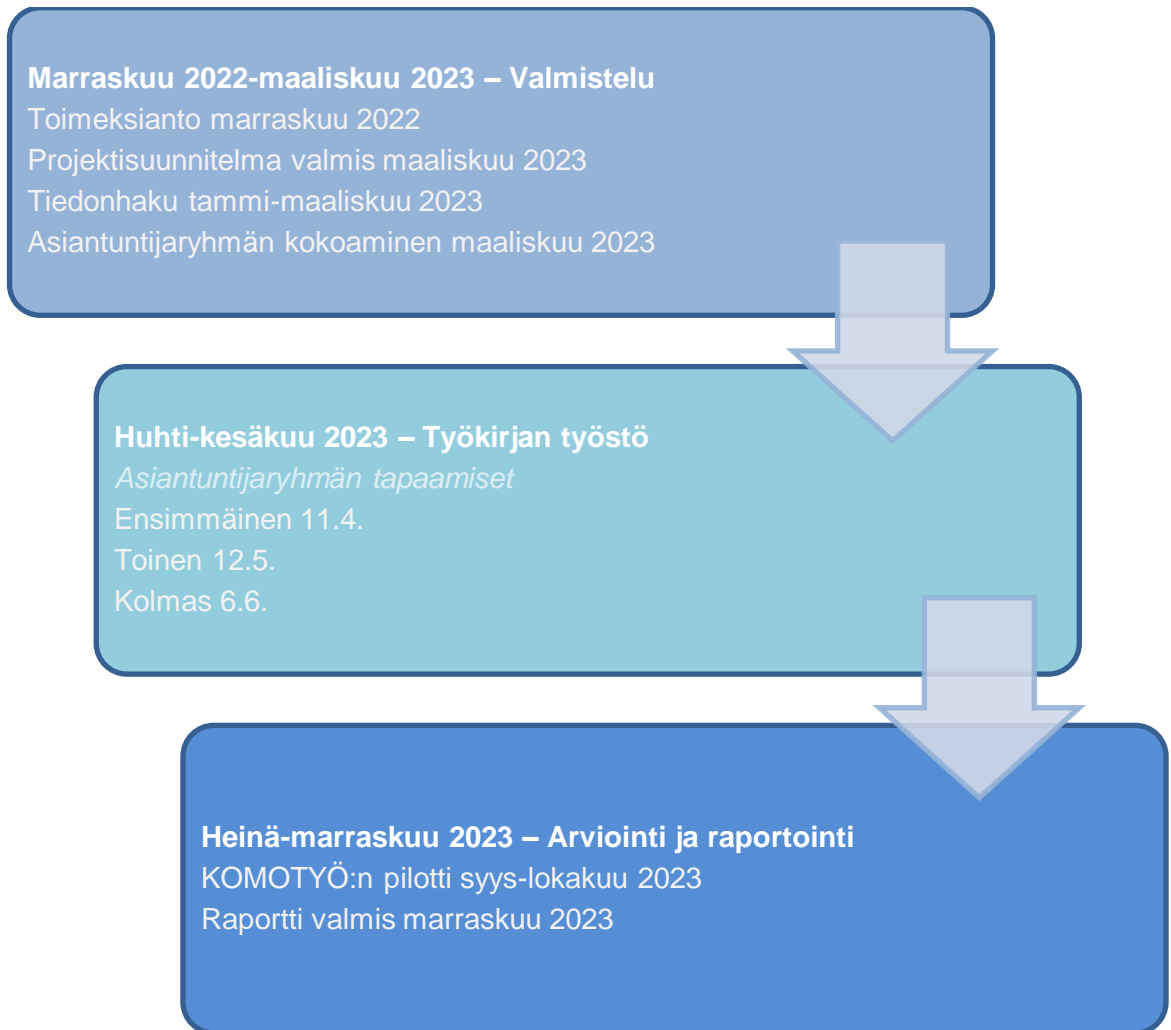 Marraskuu 2022-maaliskuu 2023 – Valmistelu
Toimeksianto marraskuu 2022
Projektisuunnitelma valmis maaliskuu 2023
Tiedonhaku tammi-maaliskuu 2023
Asiantuntijaryhmän kokoaminen maaliskuu 2023
Huhti-kesäkuu 2023 – Työkirjan työstö
Asiantuntijaryhmän tapaamiset
Ensimmäinen 11.4.
Toinen 12.5.
Kolmas 6.6.
Heinä-marraskuu 2023 – Arviointi ja raportointi
KOMOTYÖ:n pilotti syys-lokakuu 2023
Raportti valmis marraskuu 2023